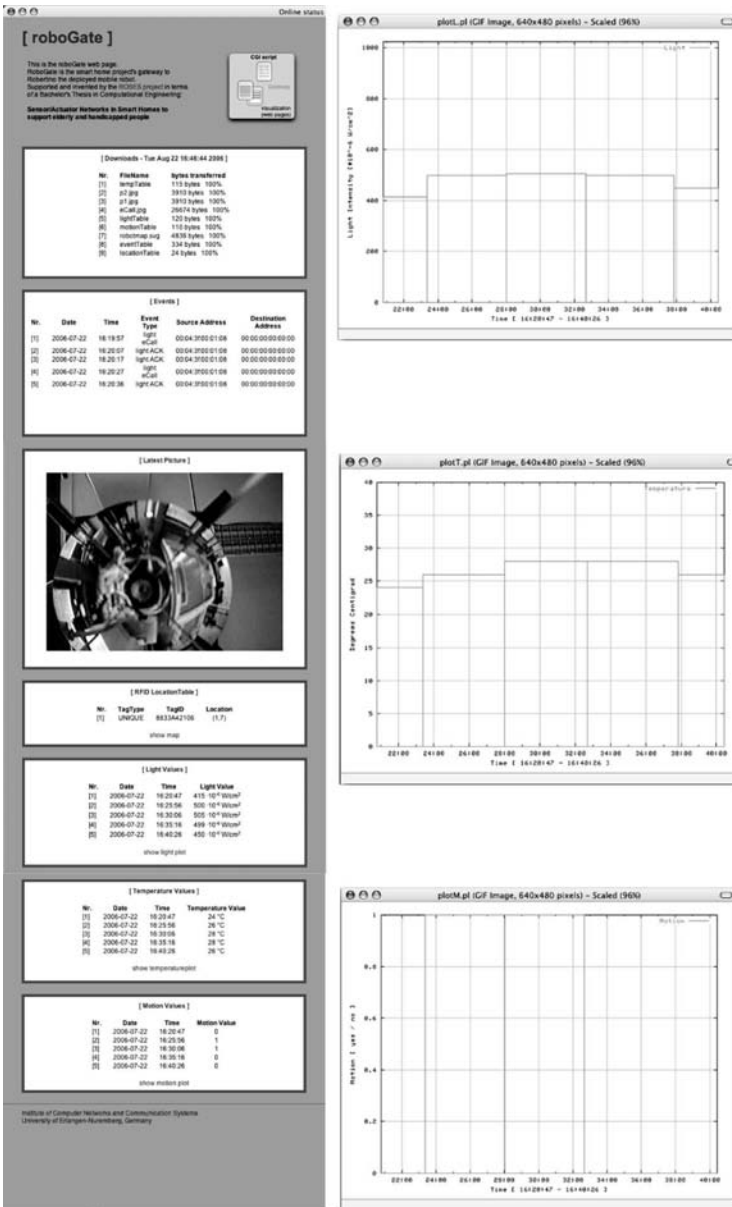 Online status
[ roboGate ]
This is the roboGate web page.
RoboGate is the smart home project's gateway to
Robertino the deployed mobile robot.
Supported and invented by the ROSES project in terms
of a Bachelor's Thesis in Computational Engineering:
Sensor/Actuator Networks in Smart Homes to
support elderly and handicapped people
CGI script
visualization
(web pages)
[ Downloads - Tue Aug 22 16:46:44 2006 ]
Nr. FileName bytes transferred
[1] tempTable 115 bytes 100%
[2] p2.jpg 3910 bytes 100%
[3] p1.jpg 3910 bytes 100%
[4] eCall.jpg 26674 bytes 100%
[5] lightTable 120 bytes 100%
[6] motionTable 110 bytes 100%
[7] robotmap.svg 4839 bytes 100%
[8] eventTable 334 bytes 100%
[9] locationTable 24 bytes 100%
[ Events ]
Nr. Date Time Event Type Source Address Destination Address
[1] 2006-07-22 16:19:57 light eCall 00:04:3f:00:01:08 00:00:00:00:00:00
[2] 2006-07-22 16:20:07 light ACK 00:04:3f:00:01:08 00:00:00:00:00:00
[3] 2006-07-22 16:20:17 light ACK 00:04:3f:00:01:08 00:00:00:00:00:00
[4] 2006-07-22 16:20:27 light eCall 00:04:3f:00:01:08 00:00:00:00:00:00
[5] 2006-07-22 16:20:36 light ACK 00:04:3f:00:01:08 00:00:00:00:00:00
[ Latest Picture ]
[ RFID LocationTable ]
Nr. TagType TagID Location
[1] UNIQUE 8833A42106 (1,7)
show map
[ Light Values ]
Nr. Date Time Light Value
[1] 2006-07-22 16:20:47 415 ·10⁻⁶ W/cm²
[2] 2006-07-22 16:25:56 500 ·10⁻⁶ W/cm²
[3] 2006-07-22 16:30:06 505 ·10⁻⁶ W/cm²
[4] 2006-07-22 16:35:16 499 ·10⁻⁶ W/cm²
[5] 2006-07-22 16:40:26 450 ·10⁻⁶ W/cm²
show light plot
[ Temperature Values ]
Nr. Date Time Temperature Value
[1] 2006-07-22 16:20:47 24 °C
[2] 2006-07-22 16:25:56 26 °C
[3] 2006-07-22 16:30:06 28 °C
[4] 2006-07-22 16:35:16 28 °C
[5] 2006-07-22 16:40:26 26 °C
show temperatureplot
[ Motion Values ]
Nr. Date Time Motion Value
[1] 2006-07-22 16:20:47 0
[2] 2006-07-22 16:25:56 1
[3] 2006-07-22 16:30:06 1
[4] 2006-07-22 16:35:16 0
[5] 2006-07-22 16:40:26 0
show motion plot
Institute of Computer Networks and Communication Systems
University of Erlangen-Nuremberg, Germany
plotL.pl (GIF Image, 640x480 pixels) – Scaled (96%)
Light
1000
800
600
400
200
0
Light Intensity [*10^-6 W/cm^2]
22:00 24:00 26:00 28:00 30:00 32:00 34:00 36:00 38:00 40:00
Time [ 16:20:47 - 16:40:26 ]
plotT.pl (GIF Image, 640x480 pixels) – Scaled (96%)
Temperature
40
35
30
25
20
15
10
5
0
Degrees Centigrad
22:00 24:00 26:00 28:00 30:00 32:00 34:00 36:00 38:00 40:00
Time [ 16:20:47 - 16:40:26 ]
plotM.pl (GIF Image, 640x480 pixels) – Scaled (96%)
Motion
1
0.8
0.6
0.4
0.2
0
Motion [ yes / no ]
22:00 24:00 26:00 28:00 30:00 32:00 34:00 36:00 38:00 40:00
Time [ 16:20:47 - 16:40:26 ]